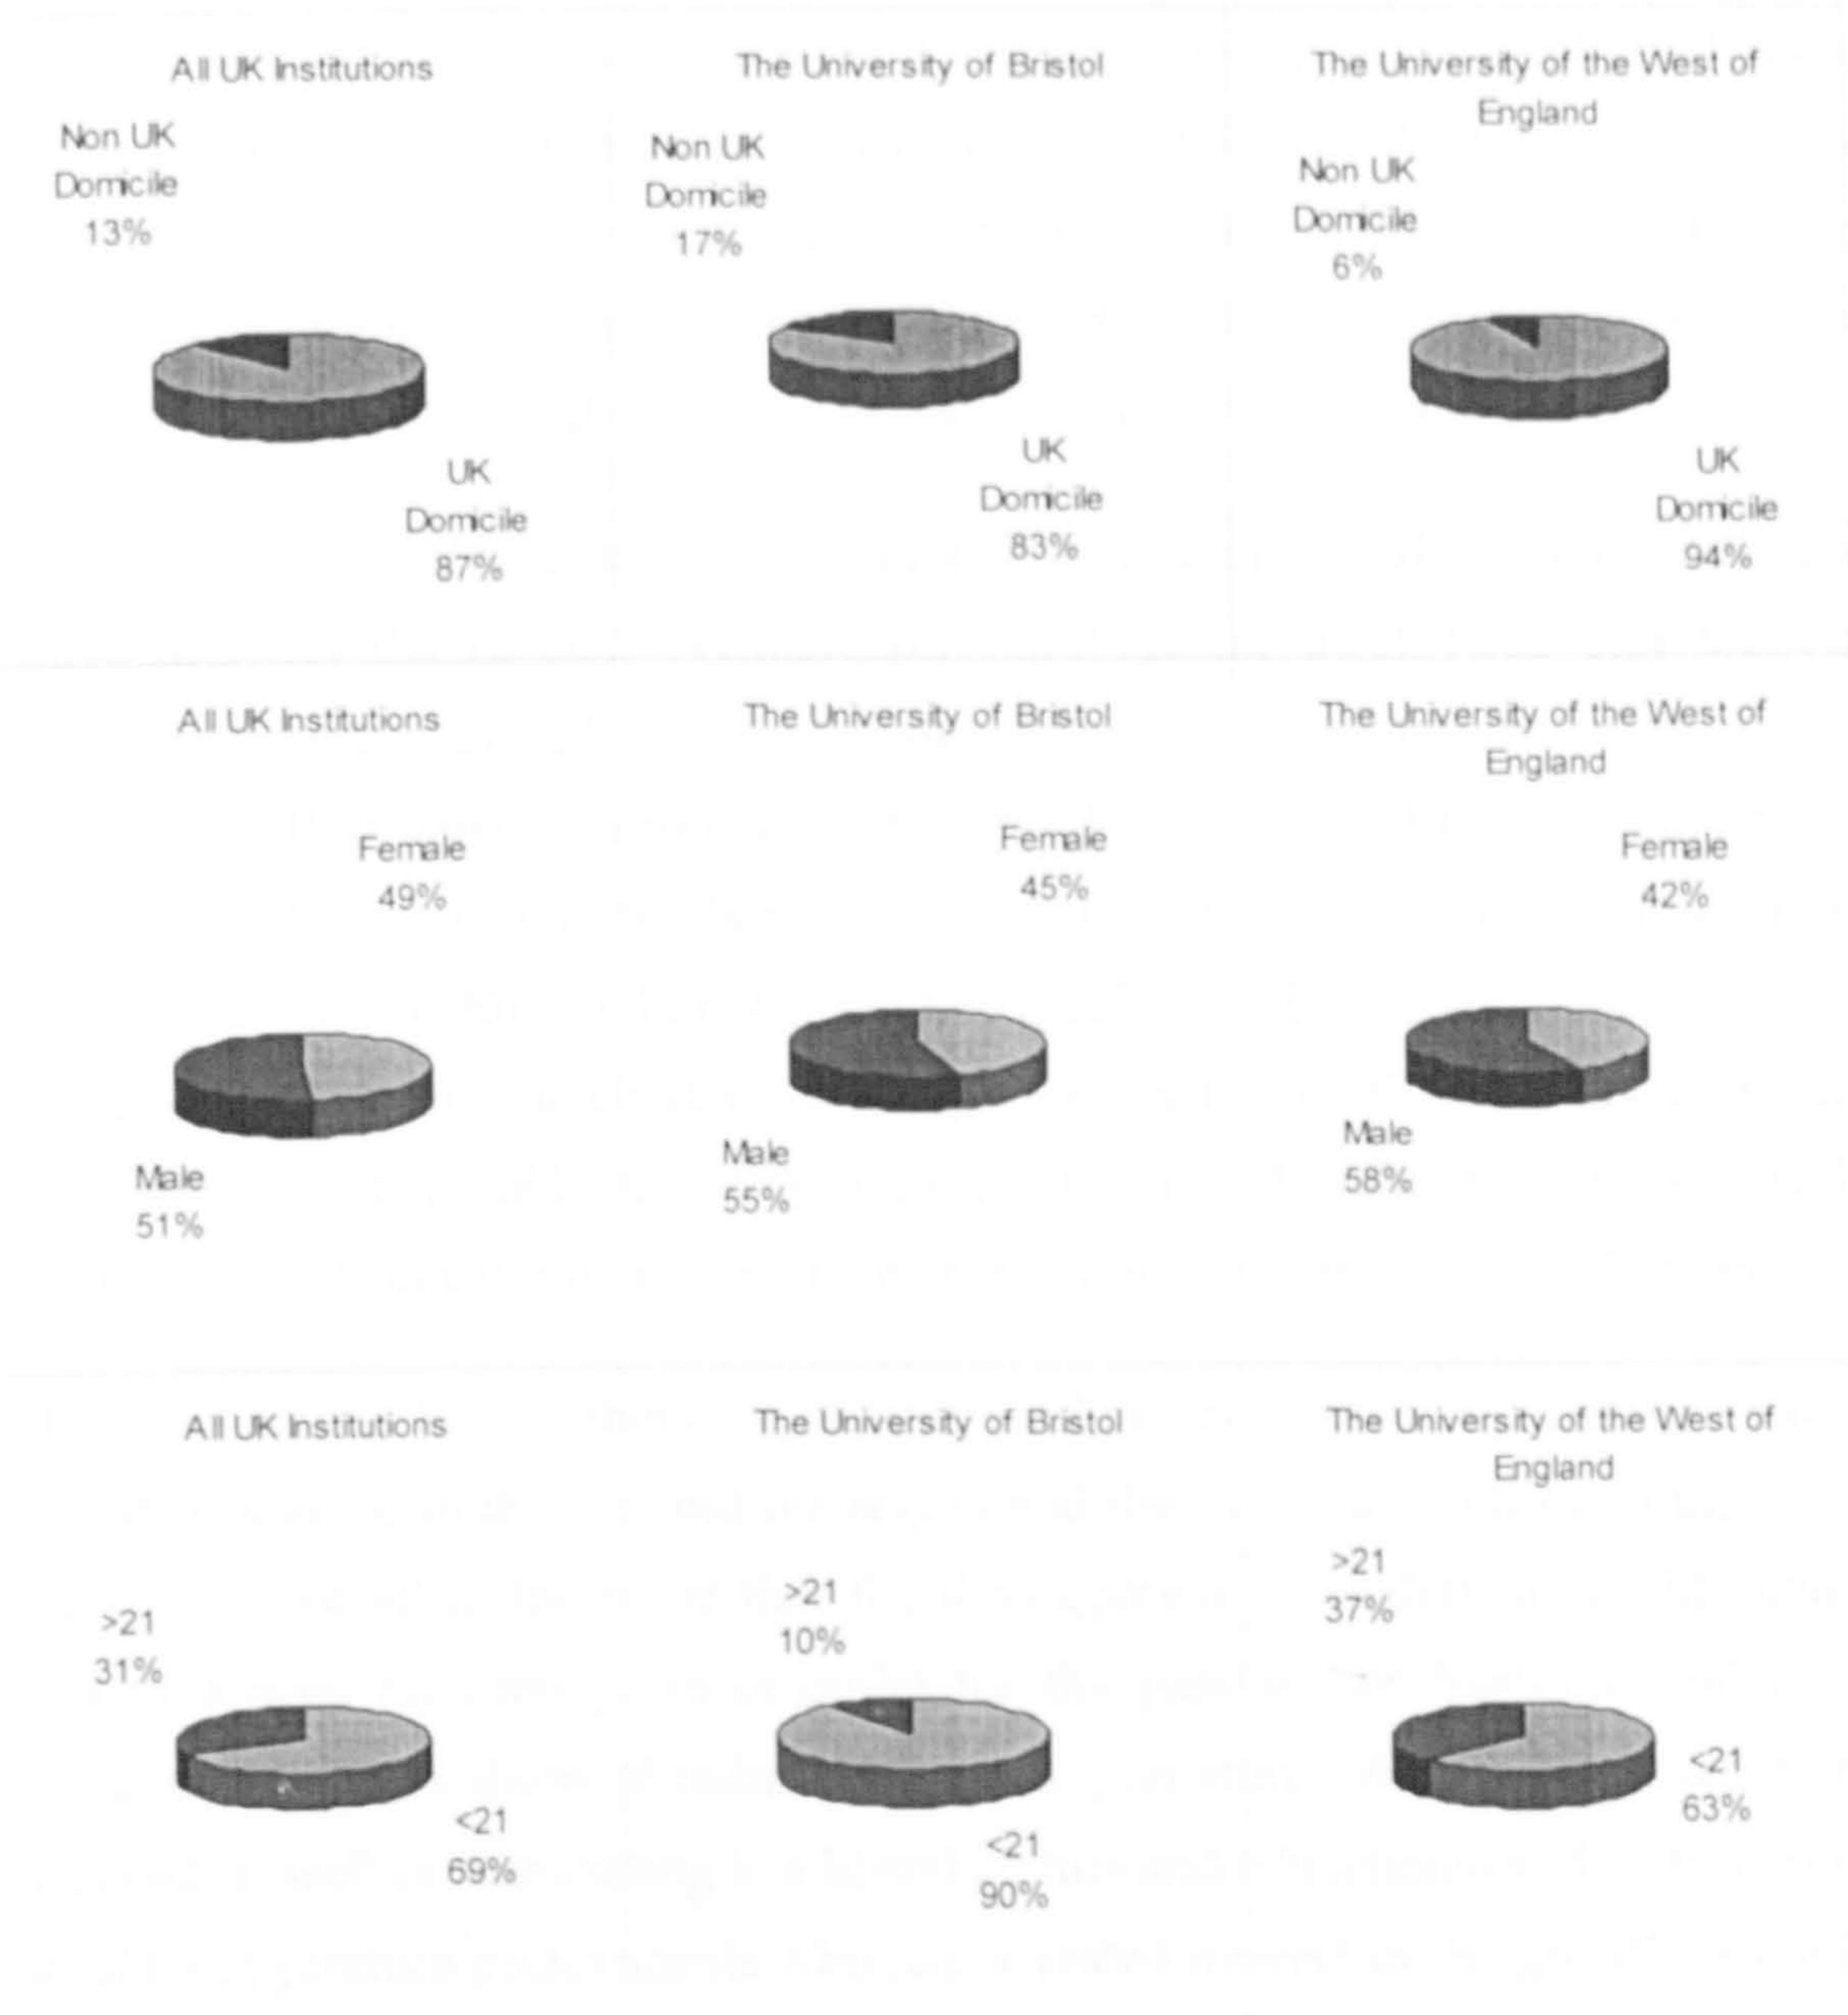 All UK Institutions
Non UK
Domicile
13%
UK
Domicile
87%
The University of Bristol
Non UK
Domicile
17%
UK
Domicile
83%
The University of the West of
England
Non UK
Domicile
6%
UK
Domicile
94%
All UK Institutions
Female
49%
Male
51%
The University of Bristol
Female
45%
Male
55%
The University of the West of
England
Female
42%
Male
58%
All UK Institutions
>21
31%
<21
69%
The University of Bristol
>21
10%
<21
90%
The University of the West of
England
>21
37%
<21
63%